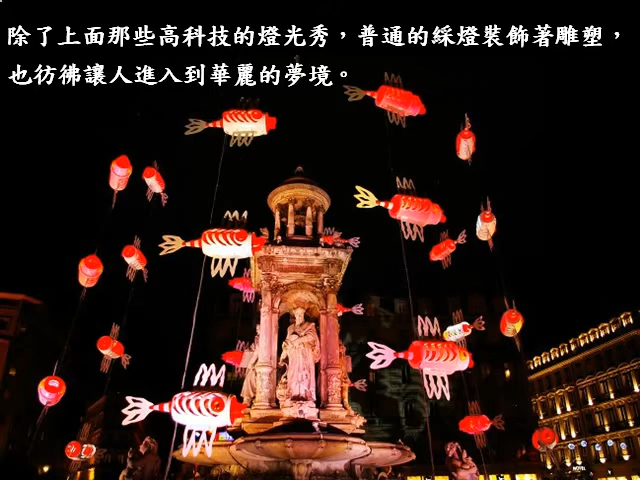 除了上面那些高科技的燈光秀，普通的綵燈裝飾著雕塑，
也彷彿讓人進入到華麗的夢境。